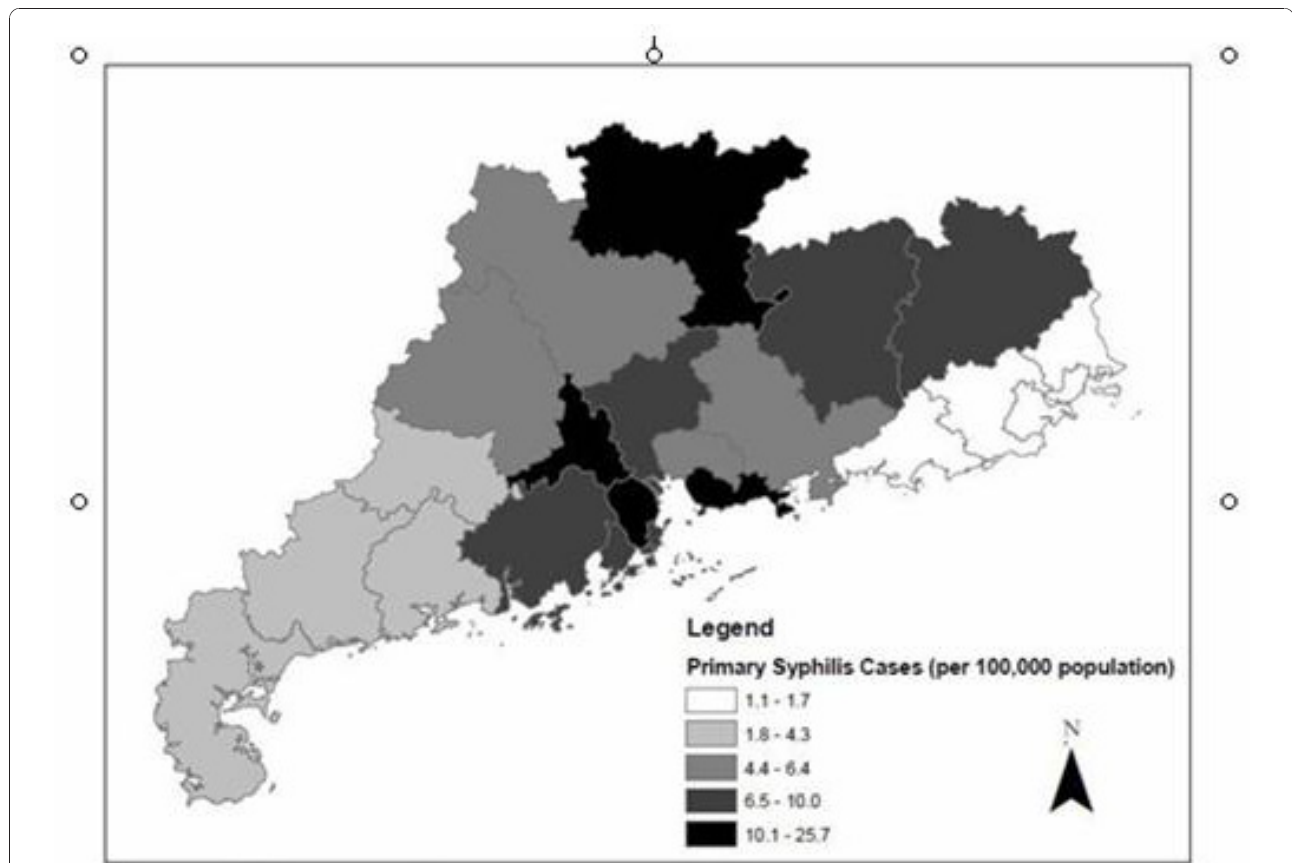 Legend
Primary Syphilis Cases (per 100,000 population)
1.1 - 1.7
1.8 - 4.3
4.4 - 6.4
6.5 - 10.0
10.1 - 25.7
N